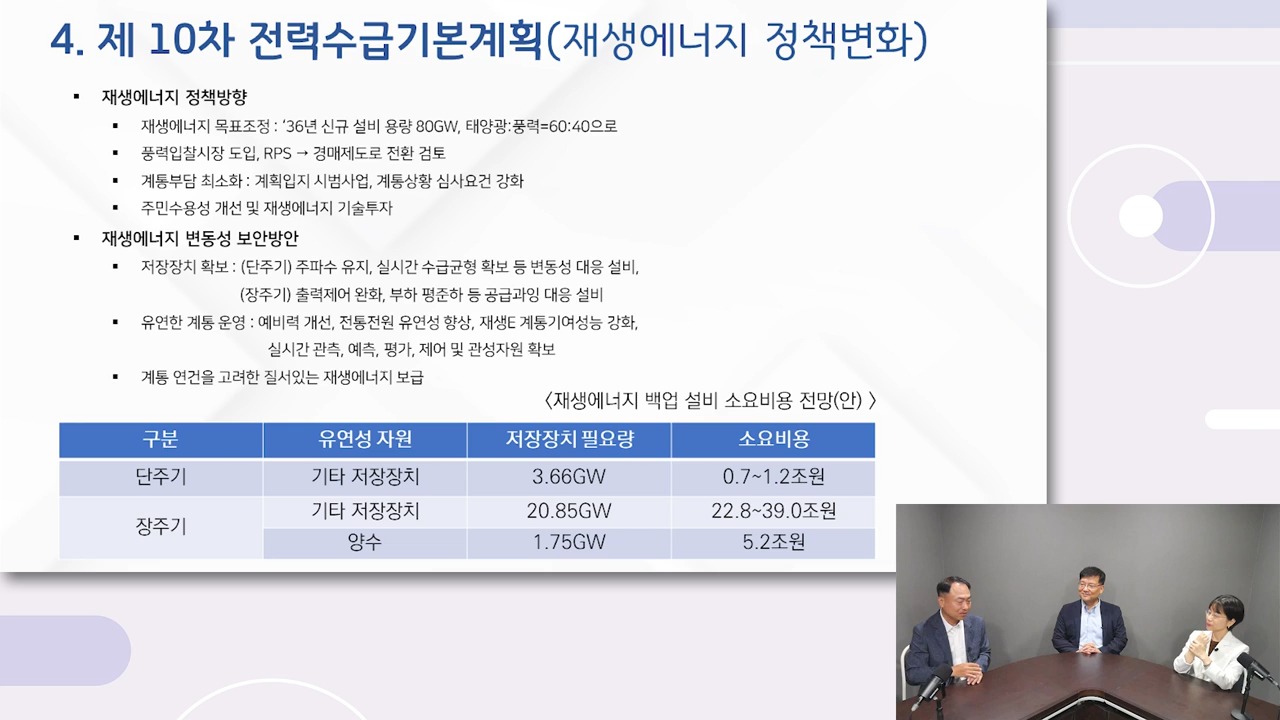 4. 제 10차 전력수급기본계획(재생에너지 정책변화)
▪ 재생에너지 정책방향
▪ 재생에너지 목표조정 : ‘36년 신규 설비 용량 80GW, 태양광:풍력=60:40으로
▪ 풍력입찰시장 도입, RPS → 경매제도로 전환 검토
▪ 계통부담 최소화 : 계획입지 시범사업, 계통상황 심사요건 강화
▪ 주민수용성 개선 및 재생에너지 기술투자
▪ 재생에너지 변동성 보안방안
▪ 저장장치 확보 : (단주기) 주파수 유지, 실시간 수급균형 확보 등 변동성 대응 설비,
(장주기) 출력제어 완화, 부하 평준하 등 공급과잉 대응 설비
▪ 유연한 계통 운영 : 예비력 개선, 전통전원 유연성 향상, 재생E 계통기여성능 강화,
실시간 관측, 예측, 평가, 제어 및 관성자원 확보
▪ 계통 연건을 고려한 질서있는 재생에너지 보급
〈재생에너지 백업 설비 소요비용 전망(안) 〉
구분 유연성 자원 저장장치 필요량 소요비용
단주기 기타 저장장치 3.66GW 0.7~1.2조원
장주기 기타 저장장치 20.85GW 22.8~39.0조원
양수 1.75GW 5.2조원